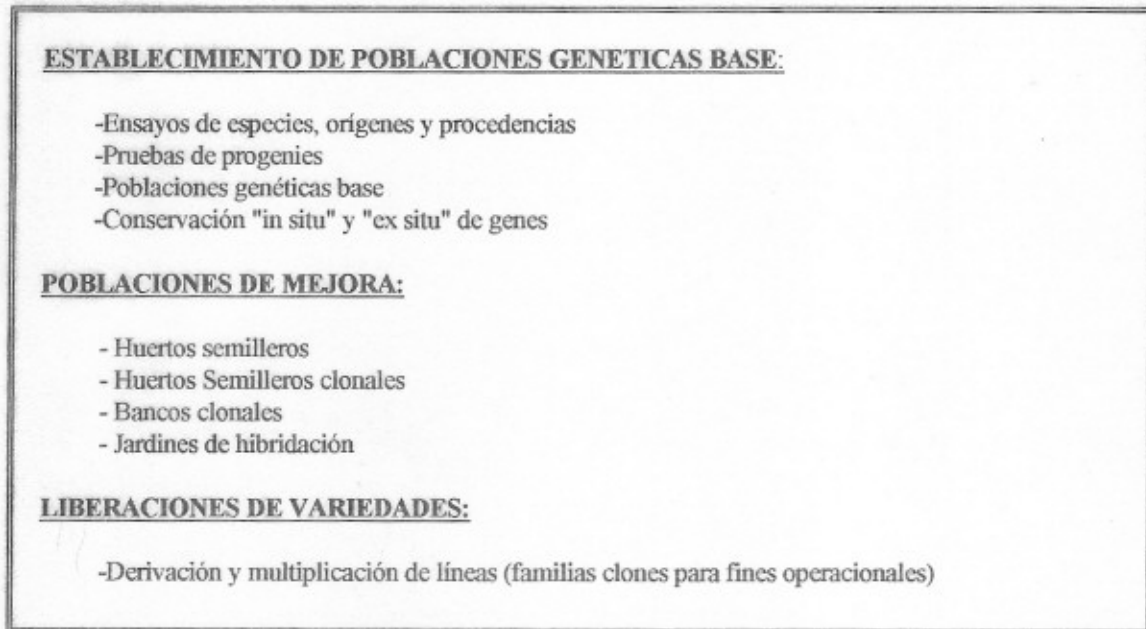 ESTABLECIMIENTO DE POBLACIONES GENETICAS BASE:
-Ensayos de especies, orígenes y procedencias
-Pruebas de progenies
-Poblaciones genéticas base
-Conservación "in situ" y "ex situ" de genes
POBLACIONES DE MEJORA:
- Huertos semilleros
- Huertos Semilleros clonales
- Bancos clonales
- Jardines de hibridación
LIBERACIONES DE VARIEDADES:
-Derivación y multiplicación de líneas (familias clones para fines operacionales)